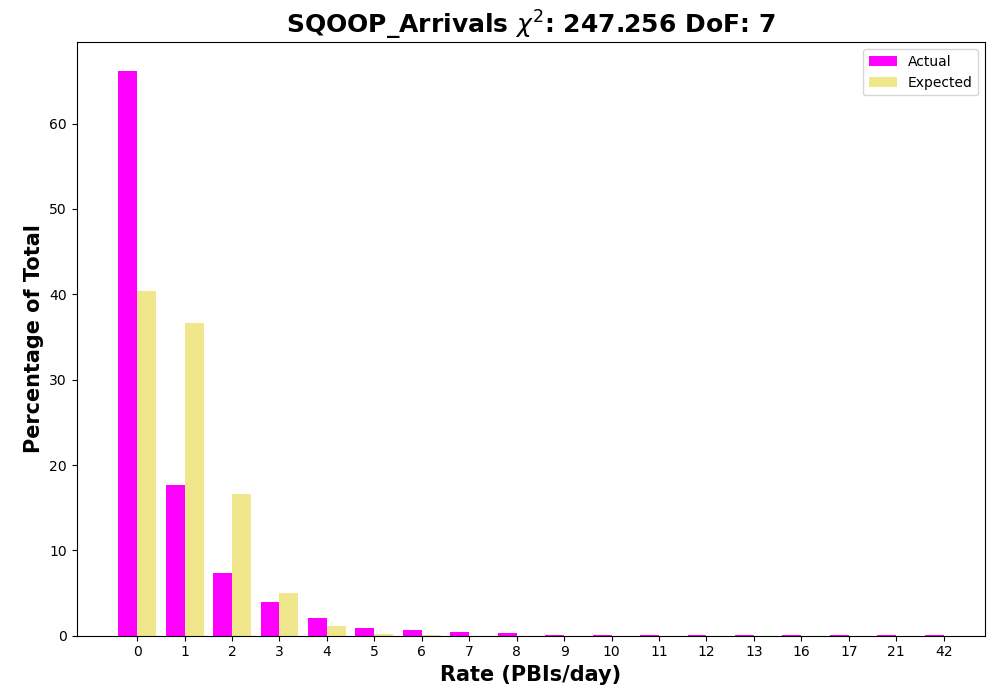 SQOOP_Arrivals χ²: 247.256 DoF: 7
Actual
Expected
Percentage of Total
60
50
40
30
20
10
0
0 1 2 3 4 5 6 7 8 9 10 11 12 13 16 17 21 42
Rate (PBIs/day)